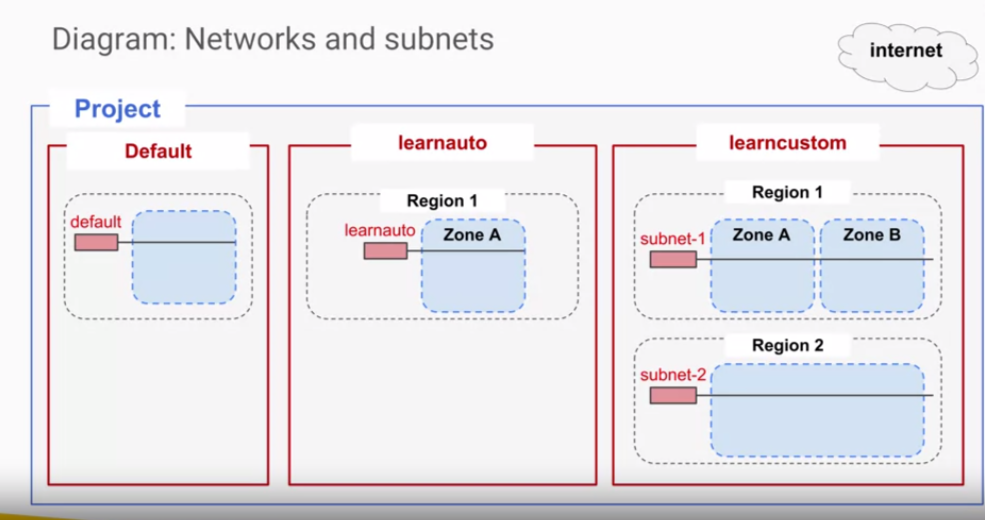 Diagram: Networks and subnets
internet
Project
Default
learnauto
learncustom
default
Region 1
learnauto
Zone A
Region 1
subnet-1
Zone A
Zone B
Region 2
subnet-2